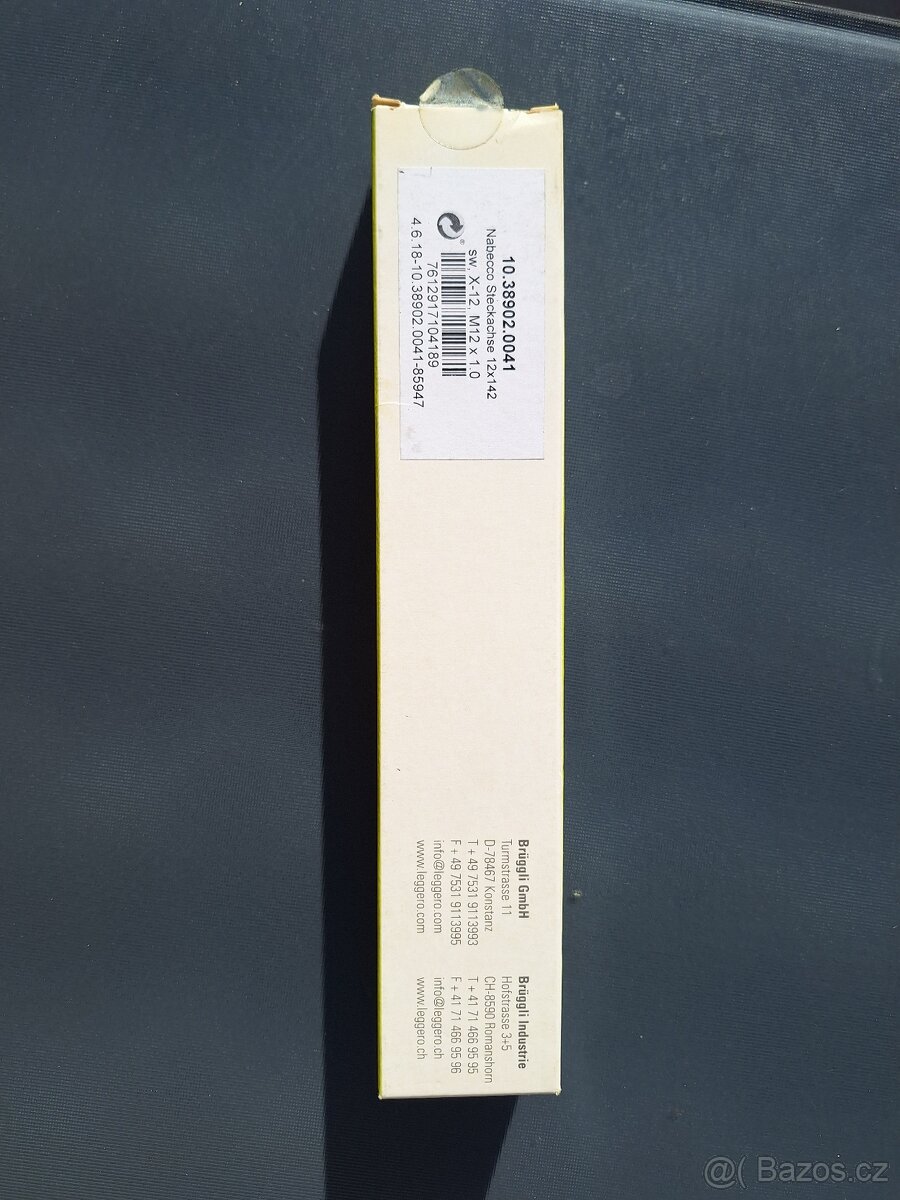 10.38902.0041
Nabecco Steckachse 12x142
sw, X-12, M12 x 1.0
7612917104189
4.6.18-10.38902.0041-85947
Brüggli GmbH
Turmstrasse 11
D-78467 Konstanz
T + 49 7531 9113993
F + 49 7531 9113995
info@leggero.com
www.leggero.com
Brüggli Industrie
Hofstrasse 3+5
CH-8590 Romanshorn
T + 41 71 466 95 95
F + 41 71 466 95 96
info@leggero.ch
www.leggero.ch
@( Bazos.cz